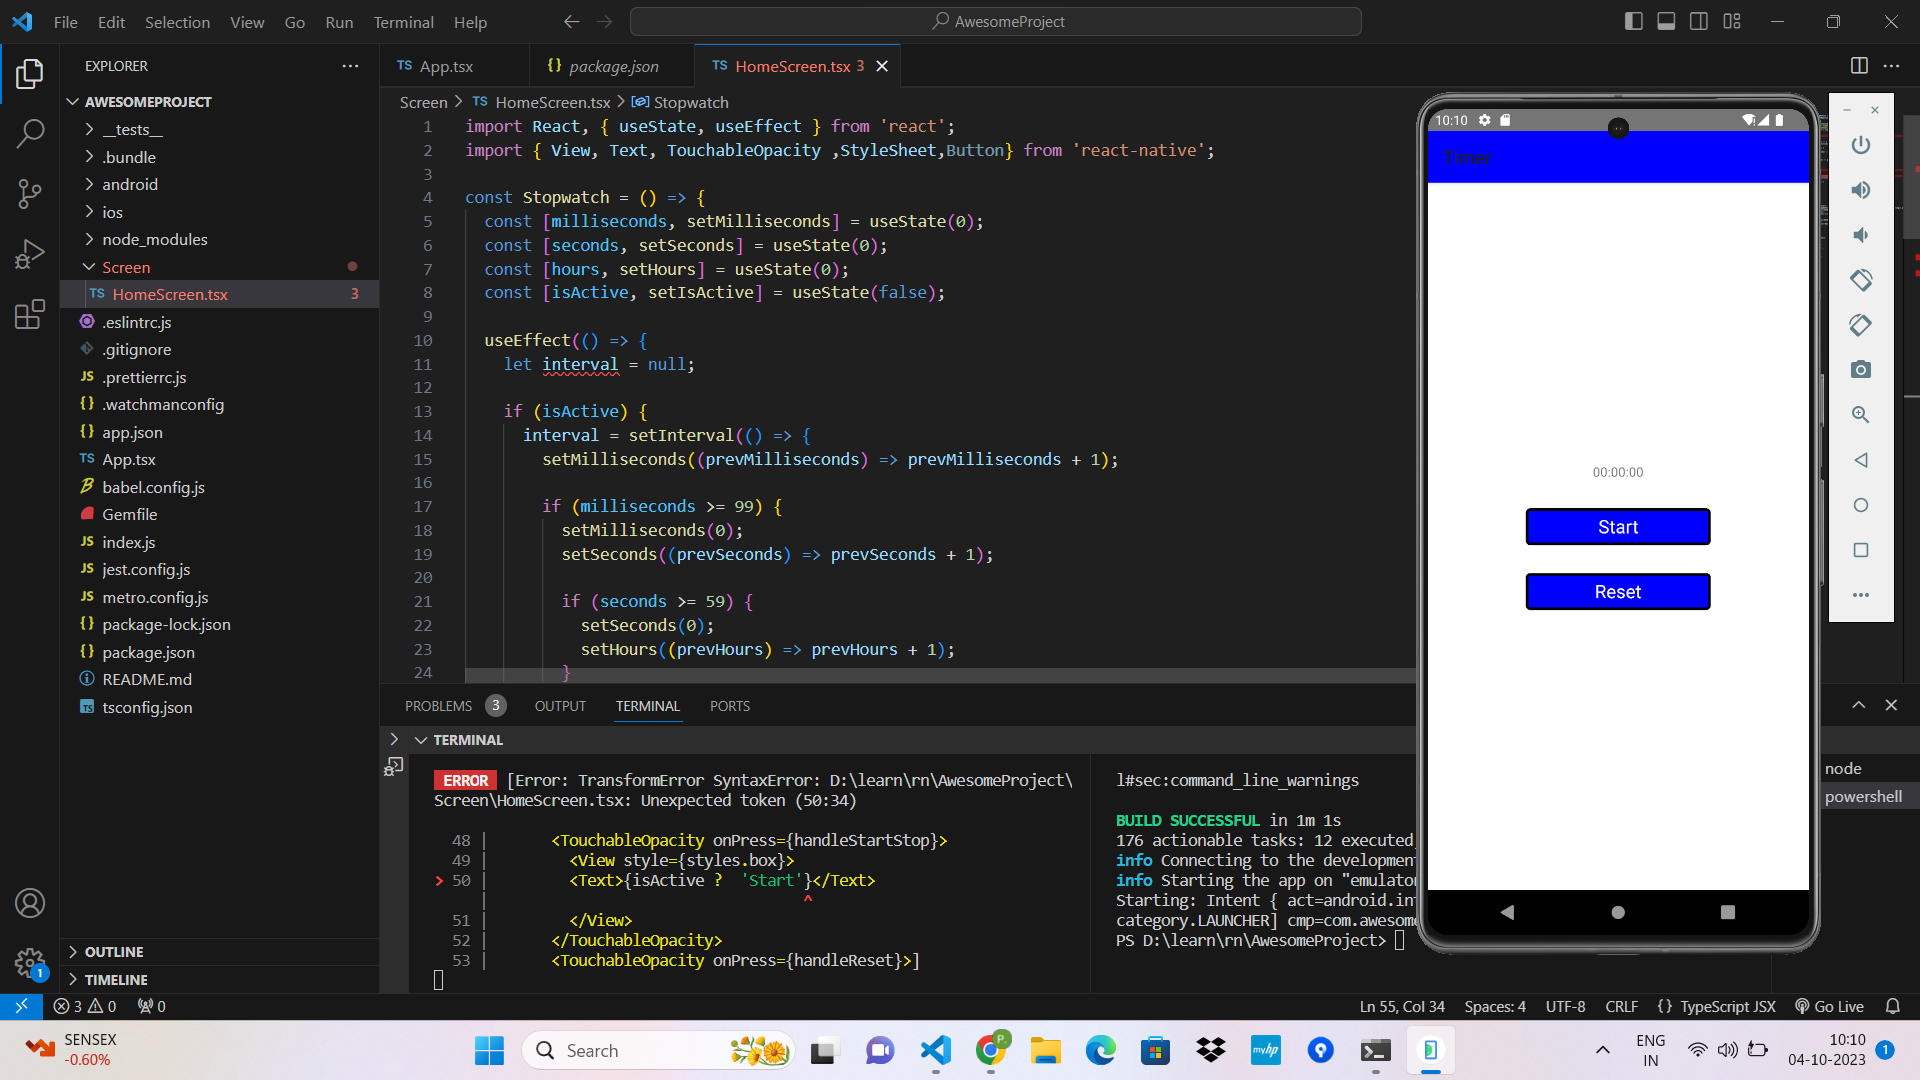 File Edit Selection View Go Run Terminal Help
AwesomeProject
EXPLORER
AWESOMEPROJECT
__tests__
.bundle
android
ios
node_modules
Screen
TS HomeScreen.tsx 3
.eslintrc.js
.gitignore
JS .prettierrc.js
{} .watchmanconfig
{} app.json
TS App.tsx
babel.config.js
Gemfile
JS index.js
JS jest.config.js
JS metro.config.js
{} package-lock.json
{} package.json
README.md
TS tsconfig.json
OUTLINE
TIMELINE
TS App.tsx
{} package.json
TS HomeScreen.tsx 3
Screen > TS HomeScreen.tsx > Stopwatch
1 import React, { useState, useEffect } from 'react';
2 import { View, Text, TouchableOpacity ,StyleSheet,Button} from 'react-native';
3
4 const Stopwatch = () => {
5 const [milliseconds, setMilliseconds] = useState(0);
6 const [seconds, setSeconds] = useState(0);
7 const [hours, setHours] = useState(0);
8 const [isActive, setIsActive] = useState(false);
9
10 useEffect(() => {
11 let interval = null;
12
13 if (isActive) {
14 interval = setInterval(() => {
15 setMilliseconds((prevMilliseconds) => prevMilliseconds + 1);
16
17 if (milliseconds >= 99) {
18 setMilliseconds(0);
19 setSeconds((prevSeconds) => prevSeconds + 1);
20
21 if (seconds >= 59) {
22 setSeconds(0);
23 setHours((prevHours) => prevHours + 1);
24 }
PROBLEMS 3 OUTPUT TERMINAL PORTS
TERMINAL
ERROR [Error: TransformError SyntaxError: D:\learn\rn\AwesomeProject\
Screen\HomeScreen.tsx: Unexpected token (50:34)
48 | <TouchableOpacity onPress={handleStartStop}>
49 | <View style={styles.box}>
> 50 | <Text>{isActive ? 'Start'}</Text>
| ^
51 | </View>
52 | </TouchableOpacity>
53 | <TouchableOpacity onPress={handleReset}>]
l#sec:command_line_warnings
BUILD SUCCESSFUL in 1m 1s
176 actionable tasks: 12 executed,
info Connecting to the development
info Starting the app on "emulator
Starting: Intent { act=android.int
category.LAUNCHER] cmp=com.awesome
PS D:\learn\rn\AwesomeProject>
node
powershell
10:10
Timer
00:00:00
Start
Reset
3 0 0
Ln 55, Col 34 Spaces: 4 UTF-8 CRLF {} TypeScript JSX Go Live
1
SENSEX
-0.60%
Search
P.
myhp
ENG
IN
10:10
04-10-2023
1